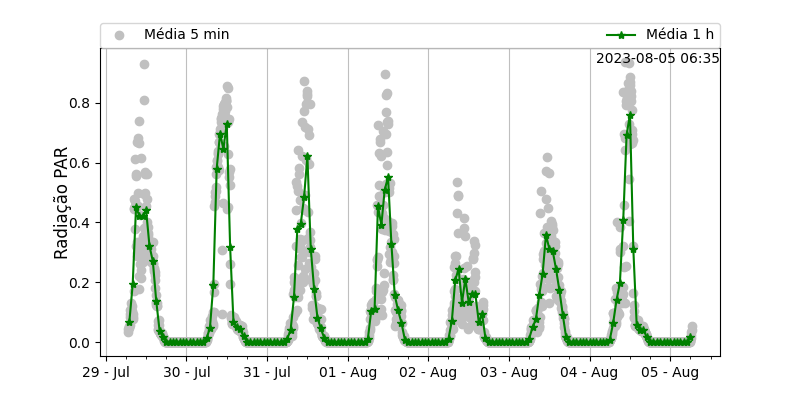 Média 5 min
Média 1 h
2023-08-05 06:35
Radiação PAR
0.8
0.6
0.4
0.2
0.0
29 - Jul
30 - Jul
31 - Jul
01 - Aug
02 - Aug
03 - Aug
04 - Aug
05 - Aug